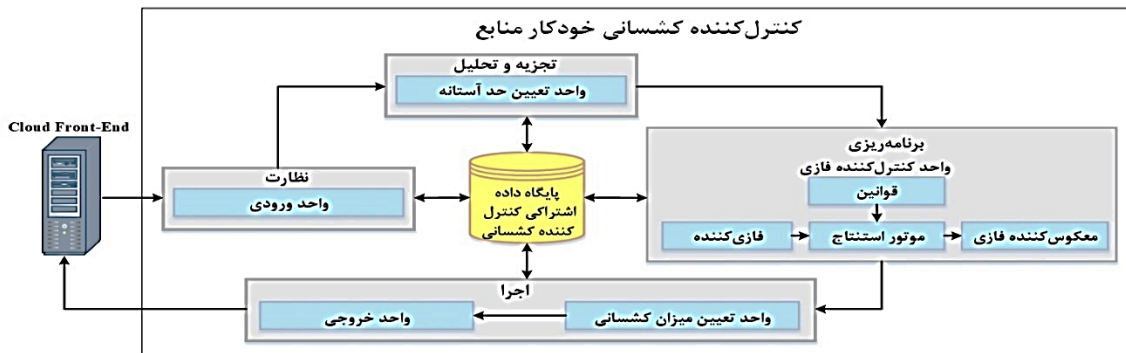 کنترل‌کننده کشسانی خودکار منابع
تجزیه و تحلیل
واحد تعیین حد آستانه
Cloud Front-End
نظارت
واحد ورودی
پایگاه داده
اشتراکی کنترل
کننده کشسانی
برنامه‌ریزی
واحد کنترل‌کننده فازی
قوانین
فازی‌کننده
موتور استنتاج
معکوس‌کننده فازی
اجرا
واحد تعیین میزان کشسانی
واحد خروجی